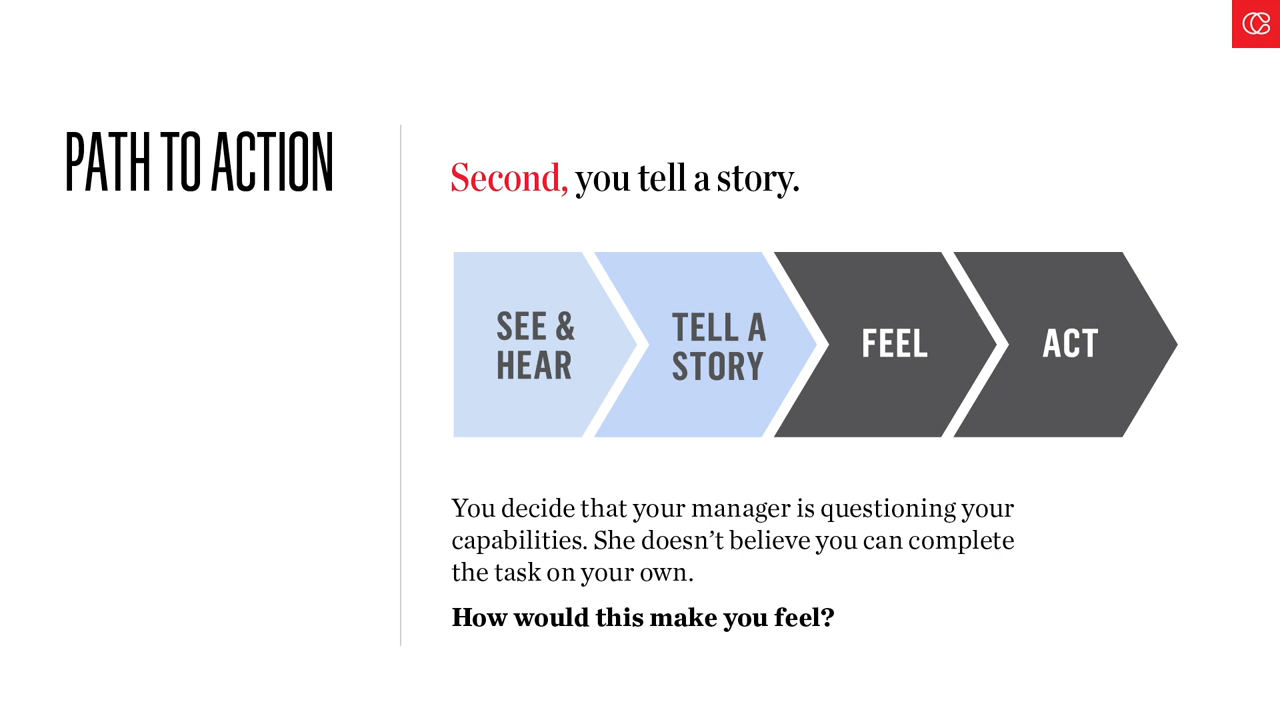 PATH TO ACTION
Second, you tell a story.
SEE &
HEAR
TELL A
STORY
FEEL
ACT
You decide that your manager is questioning your
capabilities. She doesn’t believe you can complete
the task on your own.
How would this make you feel?